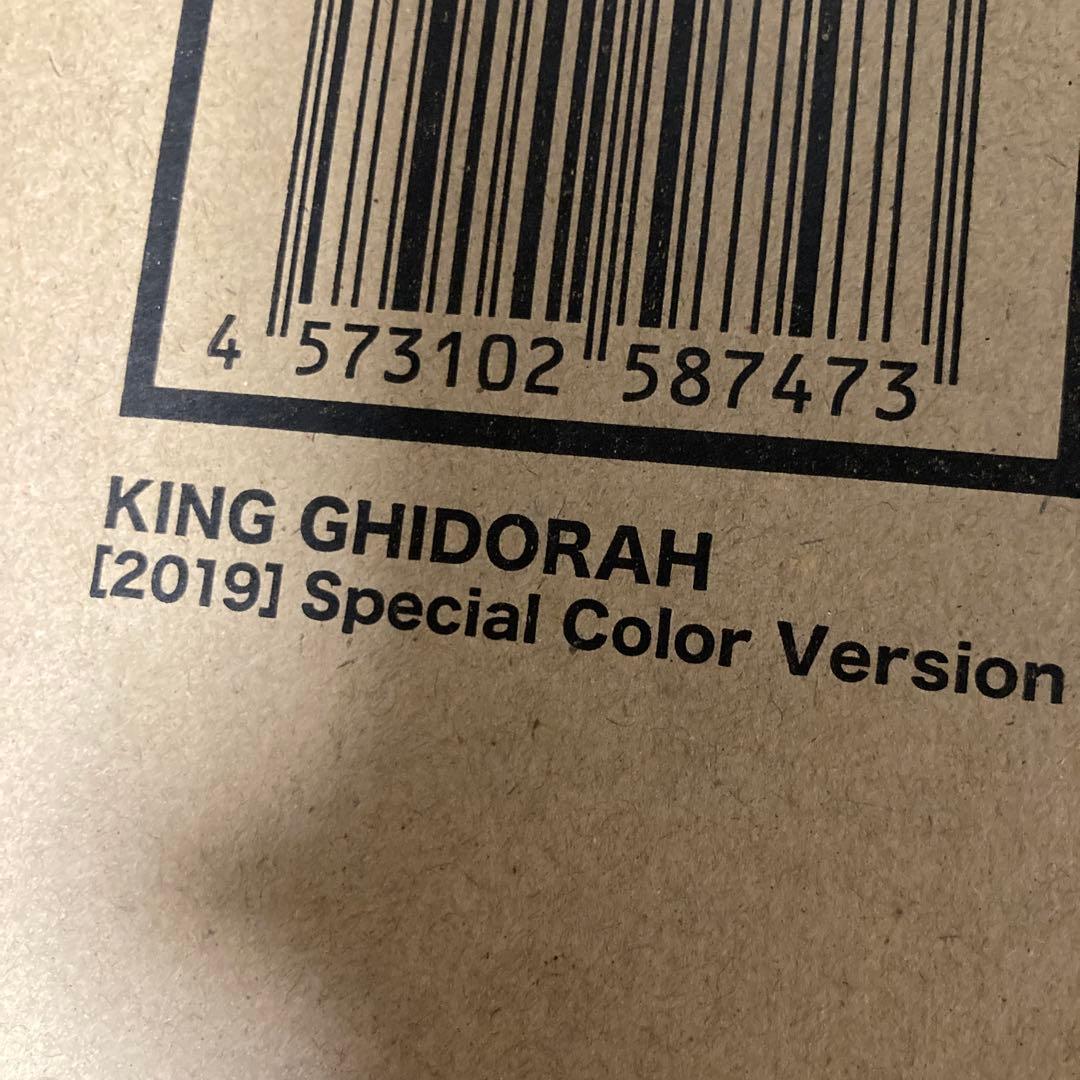 4 573102 587473
KING GHIDORAH
[2019] Special Color Version